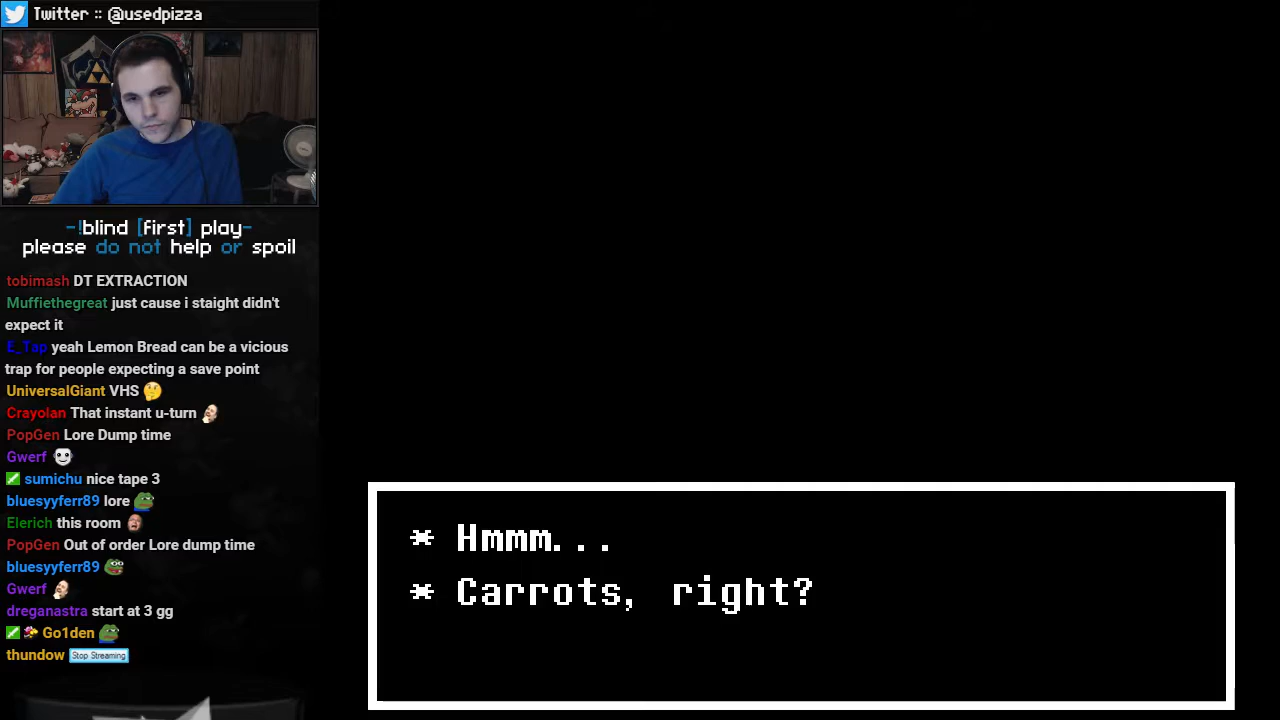 Twitter :: @usedpizza
-!blind [first] play-
please do not help or spoil
tobimash DT EXTRACTION
Muffiethegreat just cause i staight didn't
expect it
E_Tap yeah Lemon Bread can be a vicious
trap for people expecting a save point
UniversalGiant VHS
Crayolan That instant u-turn
PopGen Lore Dump time
Gwerf
sumichu nice tape 3
bluesyyferr89 lore
Elerich this room
PopGen Out of order Lore dump time
bluesyyferr89
Gwerf
dreganastra start at 3 gg
Go1den
thundow Stop Streaming
* Hmmm...
* Carrots, right?